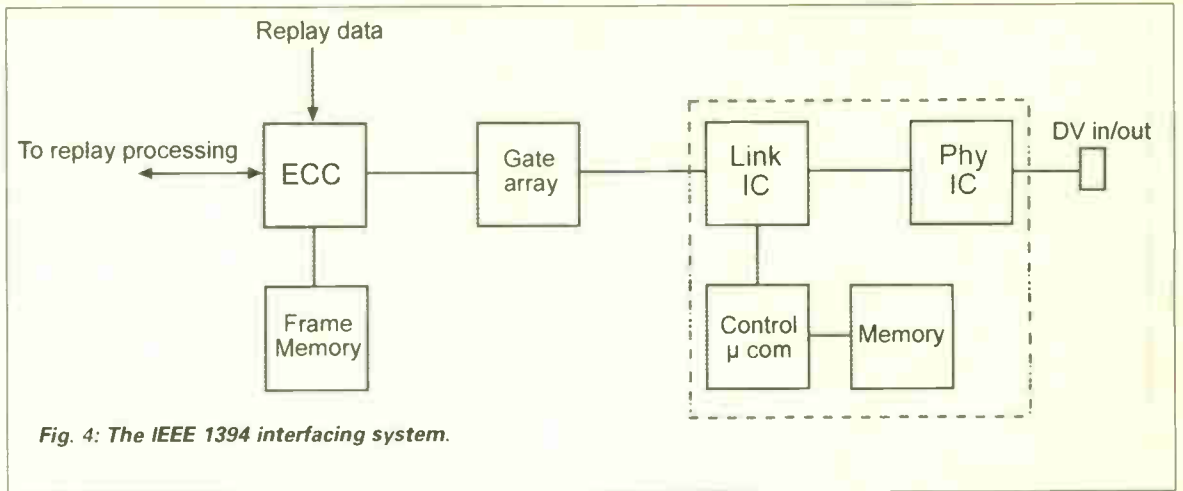 Replay data
To replay processing
ECC
Gate
array
Link
IC
Phy
IC
DV in/out
Frame
Memory
Control
µ com
Memory
Fig. 4: The IEEE 1394 interfacing system.